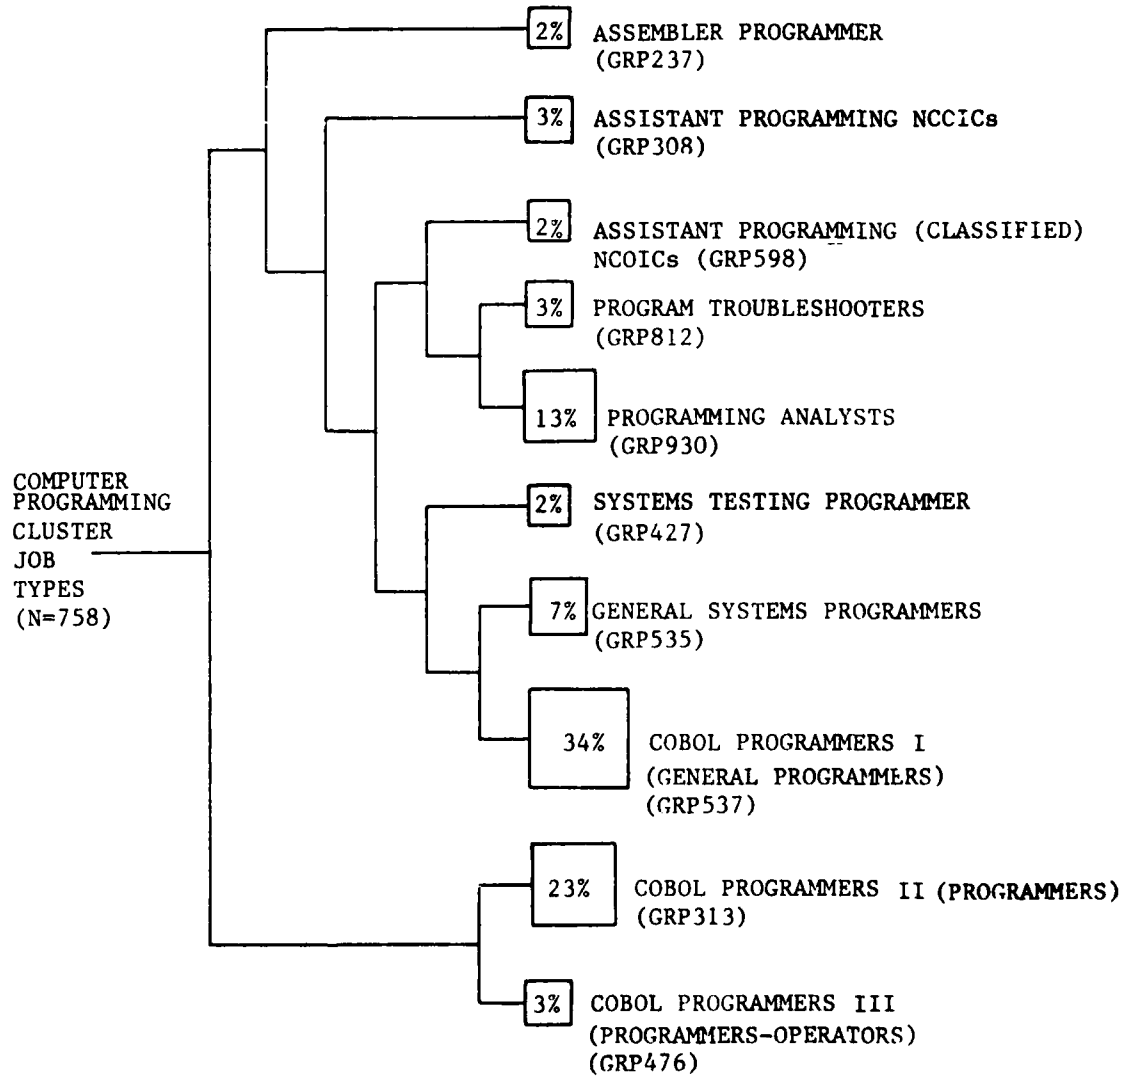 2% ASSEMBLER PROGRAMMER
(GRP237)
3% ASSISTANT PROGRAMMING NCCICs
(GRP308)
2% ASSISTANT PROGRAMMING (CLASSIFIED)
NCOICs (GRP598)
3% PROGRAM TROUBLESHOOTERS
(GRP812)
13% PROGRAMMING ANALYSTS
(GRP930)
COMPUTER
PROGRAMMING
CLUSTER
JOB
TYPES
(N=758)
2% SYSTEMS TESTING PROGRAMMER
(GRP427)
7% GENERAL SYSTEMS PROGRAMMERS
(GRP535)
34% COBOL PROGRAMMERS I
(GENERAL PROGRAMMERS)
(GRP537)
23% COBOL PROGRAMMERS II (PROGRAMMERS)
(GRP313)
3% COBOL PROGRAMMERS III
(PROGRAMMERS-OPERATORS)
(GRP476)